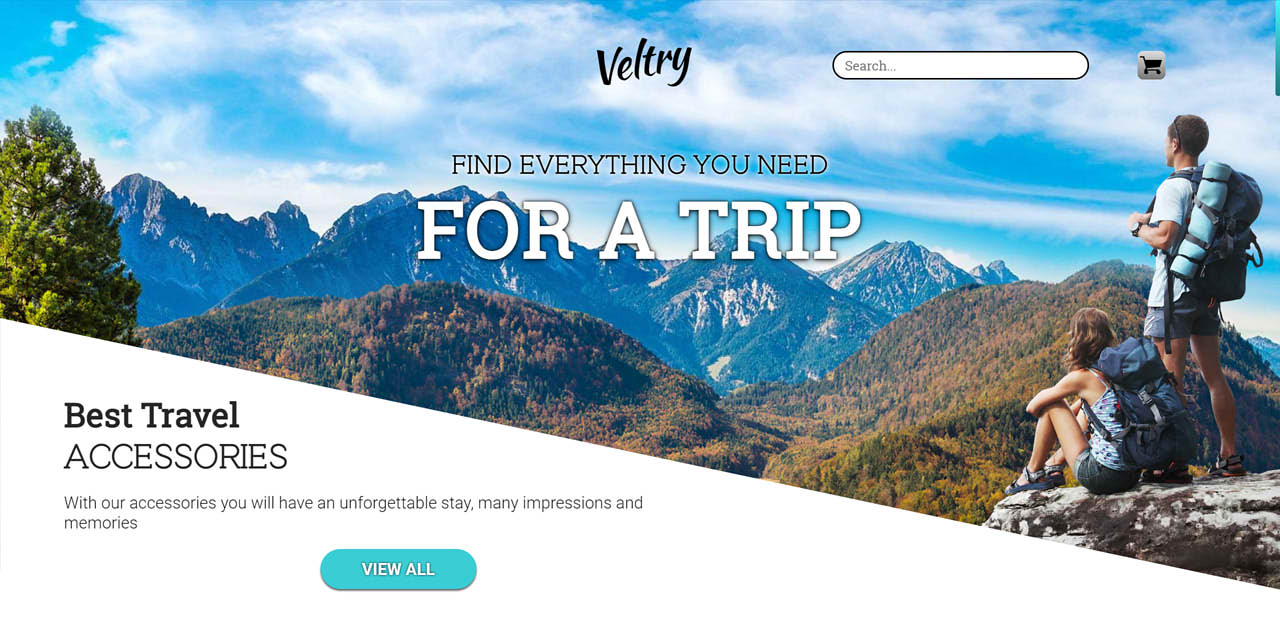 Veltry
Search...
FIND EVERYTHING YOU NEED
FOR A TRIP
Best Travel
ACCESSORIES
With our accessories you will have an unforgettable stay, many impressions and
memories
VIEW ALL